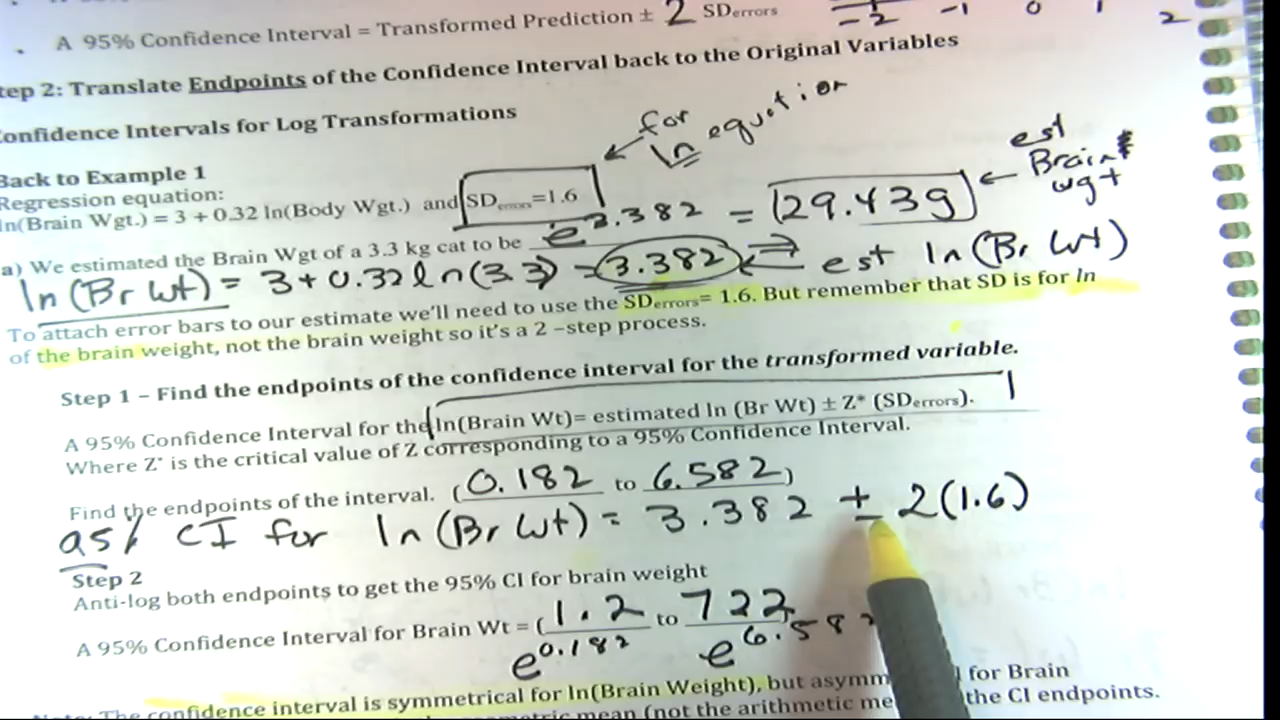 A 95% Confidence Interval = Transformed Prediction ± 2 SDerrors
-2 -1 0 1 2
tep 2: Translate Endpoints of the Confidence Interval back to the Original Variables
Confidence Intervals for Log Transformations
for ln equation
Back to Example 1
Regression equation:
ln(Brain Wgt.) = 3 + 0.32 ln(Body Wgt.) and SDerrors=1.6
est Brain wgt
a) We estimated the Brain Wgt of a 3.3 kg cat to be e^3.382 = 29.43g
ln(Br Wt) = 3+0.32ln(3.3) = 3.382 est ln(Br Wt)
To attach error bars to our estimate we'll need to use the SDerrors= 1.6. But remember that SD is for ln
of the brain weight, not the brain weight so it's a 2 –step process.
Step 1 – Find the endpoints of the confidence interval for the transformed variable.
A 95% Confidence Interval for the ln(Brain Wt)= estimated ln (Br Wt) ± Z* (SDerrors).
Where Z* is the critical value of Z corresponding to a 95% Confidence Interval.
Find the endpoints of the interval. (0.182 to 6.582)
95% CI for ln(Br Wt) = 3.382 ± 2(1.6)
Step 2
Anti-log both endpoints to get the 95% CI for brain weight
A 95% Confidence Interval for Brain Wt = (1.2 to 722
e^0.182 e^6.582
The confidence interval is symmetrical for ln(Brain Weight), but asymm for Brain
mean (not the arithmetic me the CI endpoints.